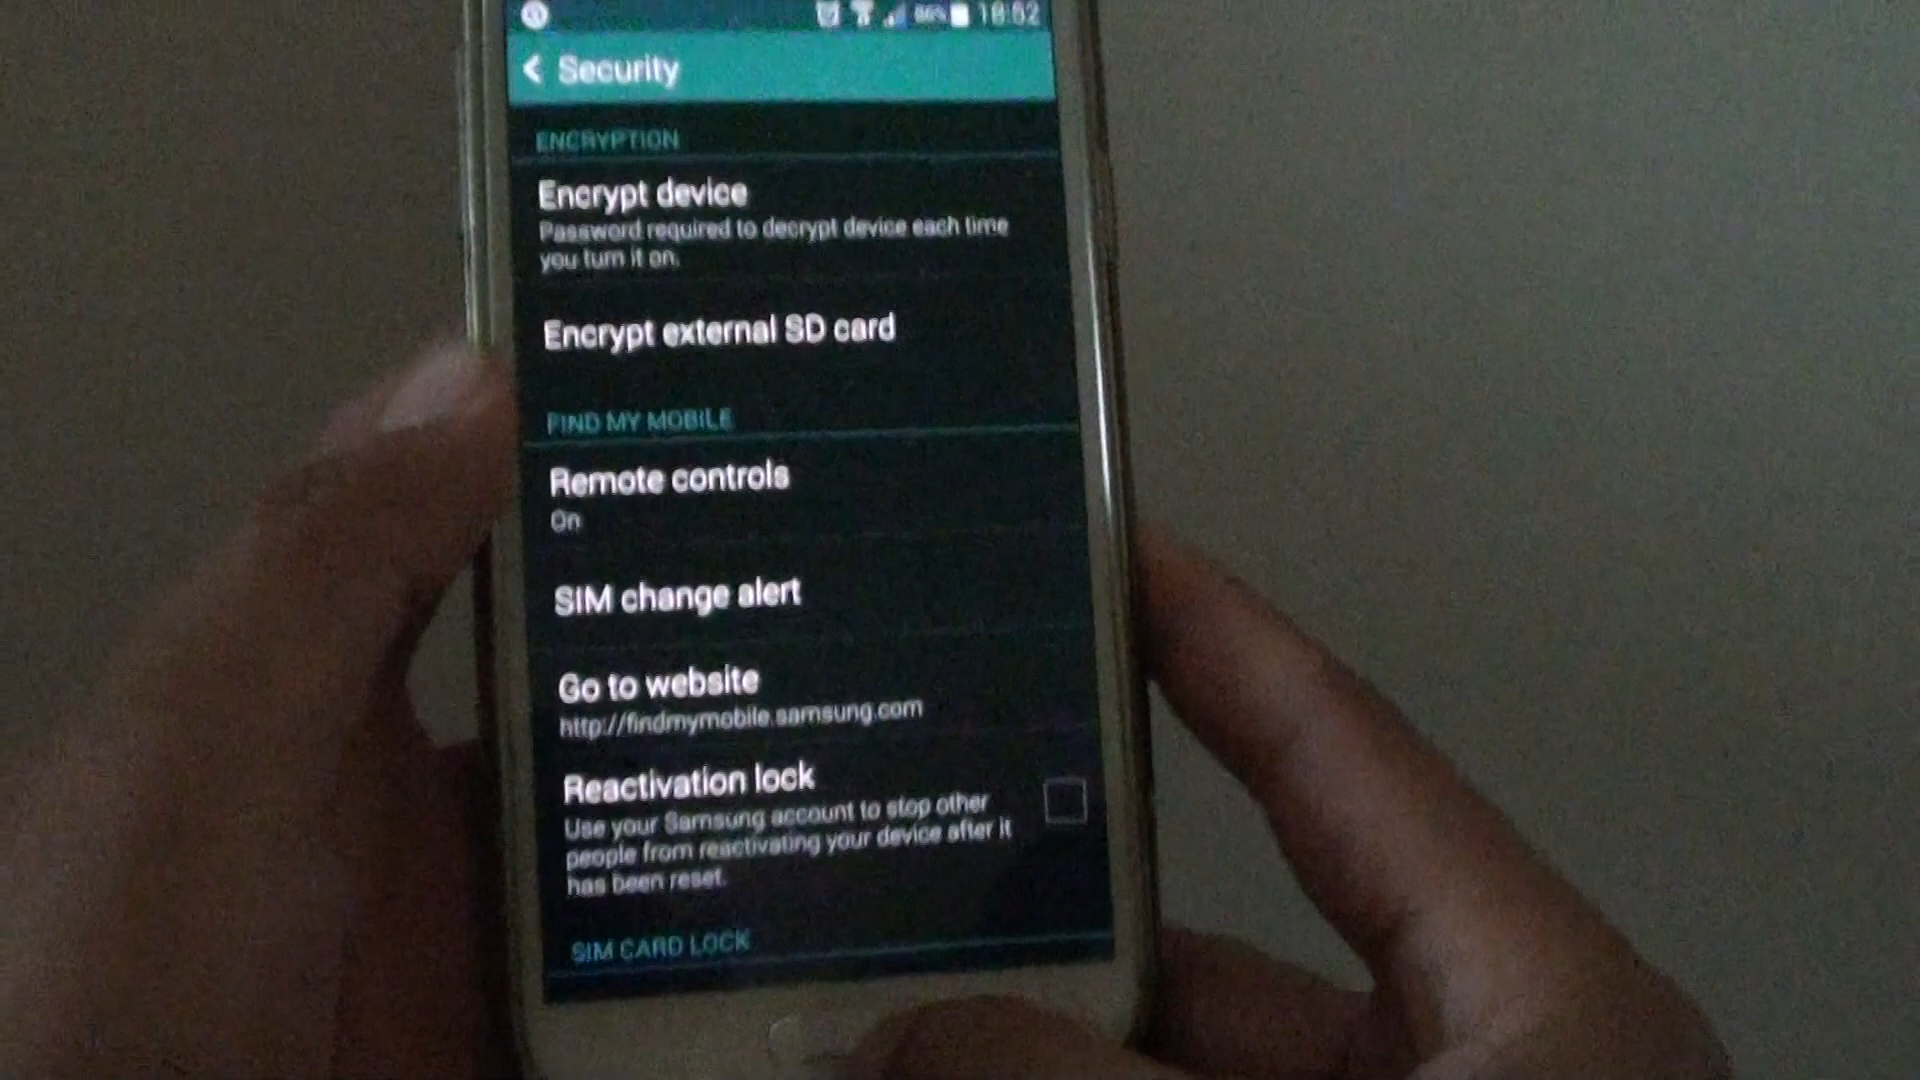 86% 18:52
Security
ENCRYPTION
Encrypt device
Password required to decrypt device each time
you turn it on.
Encrypt external SD card
FIND MY MOBILE
Remote controls
On
SIM change alert
Go to website
http://findmymobile.samsung.com
Reactivation lock
Use your Samsung account to stop other
people from reactivating your device after it
has been reset.
SIM CARD LOCK